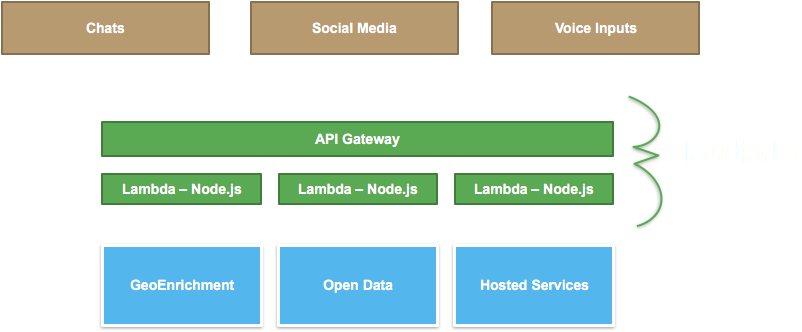 Chats
Social Media
Voice Inputs
API Gateway
Lambda – Node.js
Lambda – Node.js
Lambda – Node.js
GeoEnrichment
Open Data
Hosted Services